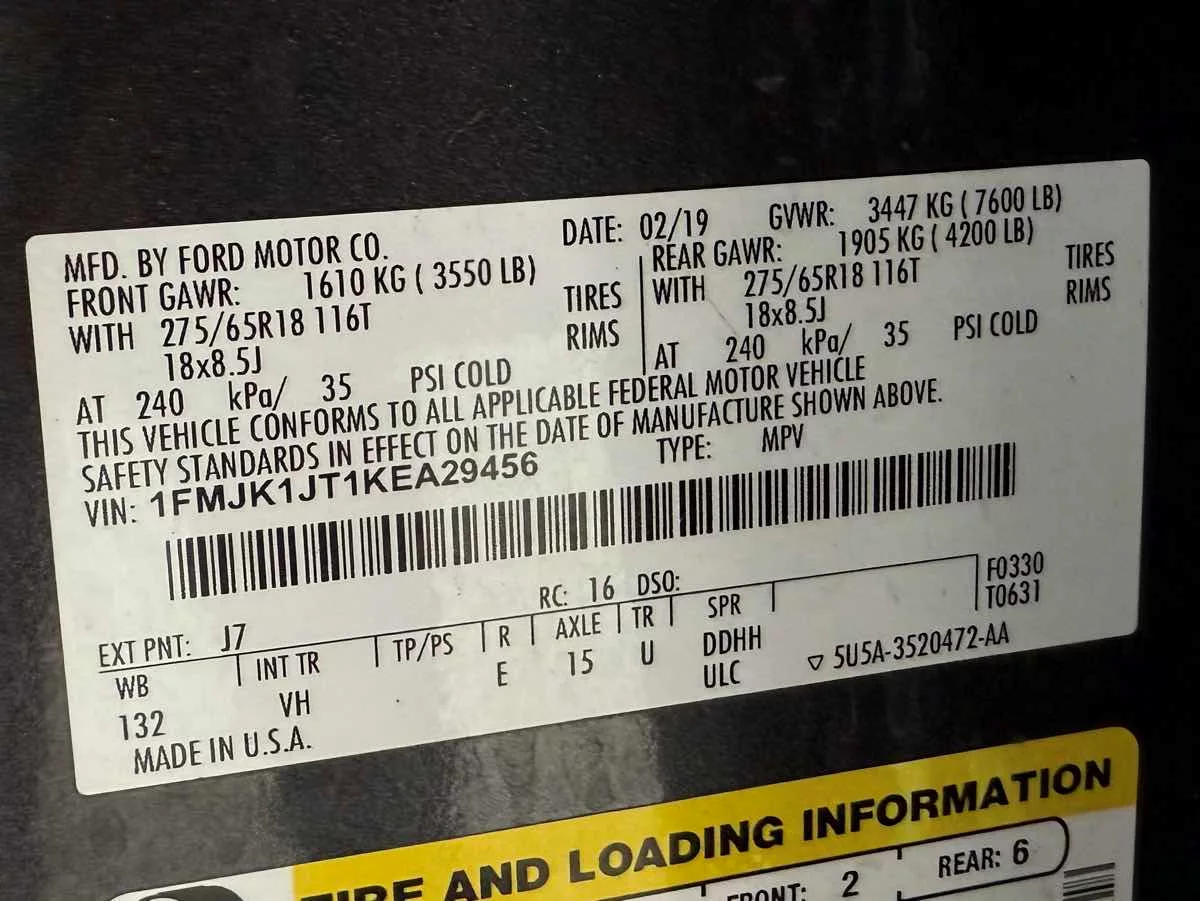 MFD. BY FORD MOTOR CO. DATE: 02/19 GVWR: 3447 KG ( 7600 LB)
FRONT GAWR: 1610 KG ( 3550 LB) REAR GAWR: 1905 KG ( 4200 LB)
WITH 275/65R18 116T TIRES WITH 275/65R18 116T TIRES
18x8.5J RIMS 18x8.5J RIMS
AT 240 kPa/ 35 PSI COLD AT 240 kPa/ 35 PSI COLD
THIS VEHICLE CONFORMS TO ALL APPLICABLE FEDERAL MOTOR VEHICLE
SAFETY STANDARDS IN EFFECT ON THE DATE OF MANUFACTURE SHOWN ABOVE.
VIN: 1FMJK1JT1KEA29456 TYPE: MPV
F0330
T0631
EXT PNT: J7 RC: 16 DSO:
WB INT TR TP/PS R AXLE TR SPR
132 VH E 15 U DDHH
ULC
MADE IN U.S.A. ▽ 5U5A-3520472-AA
TIRE AND LOADING INFORMATION
FRONT: 2 REAR: 6